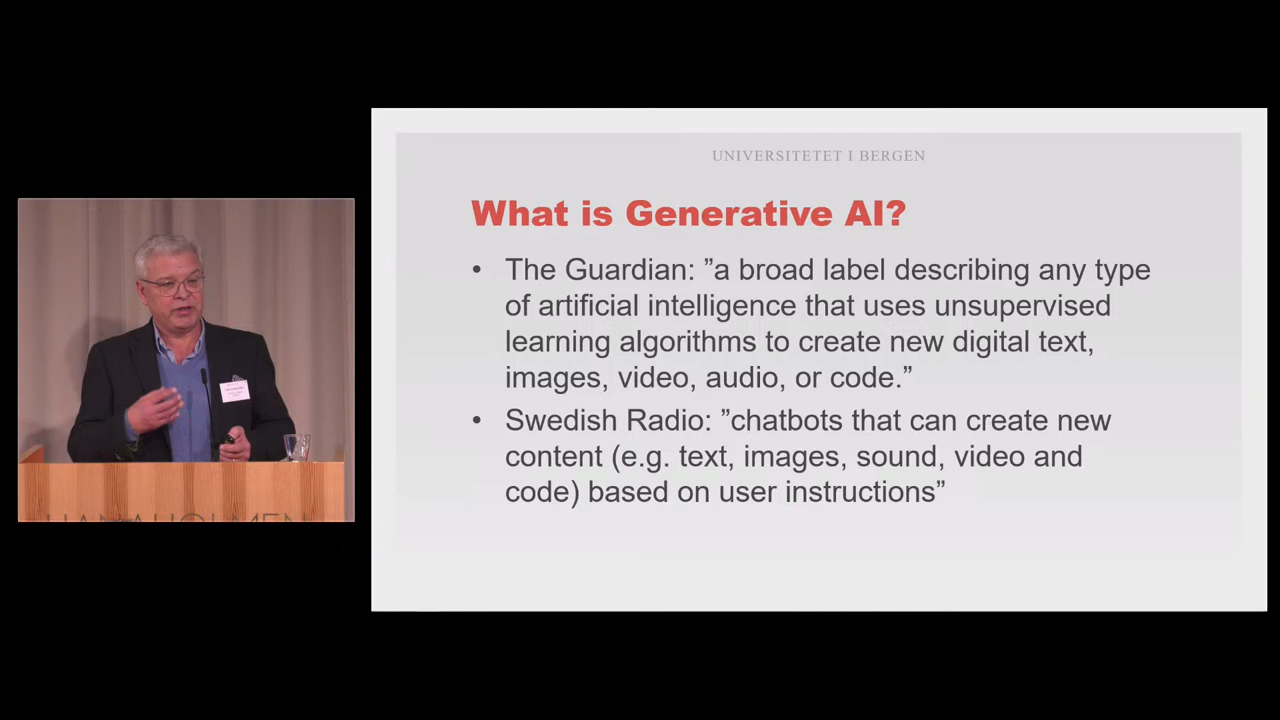 UNIVERSITETET I BERGEN
What is Generative AI?
• The Guardian: ”a broad label describing any type
of artificial intelligence that uses unsupervised
learning algorithms to create new digital text,
images, video, audio, or code.”
• Swedish Radio: ”chatbots that can create new
content (e.g. text, images, sound, video and
code) based on user instructions”